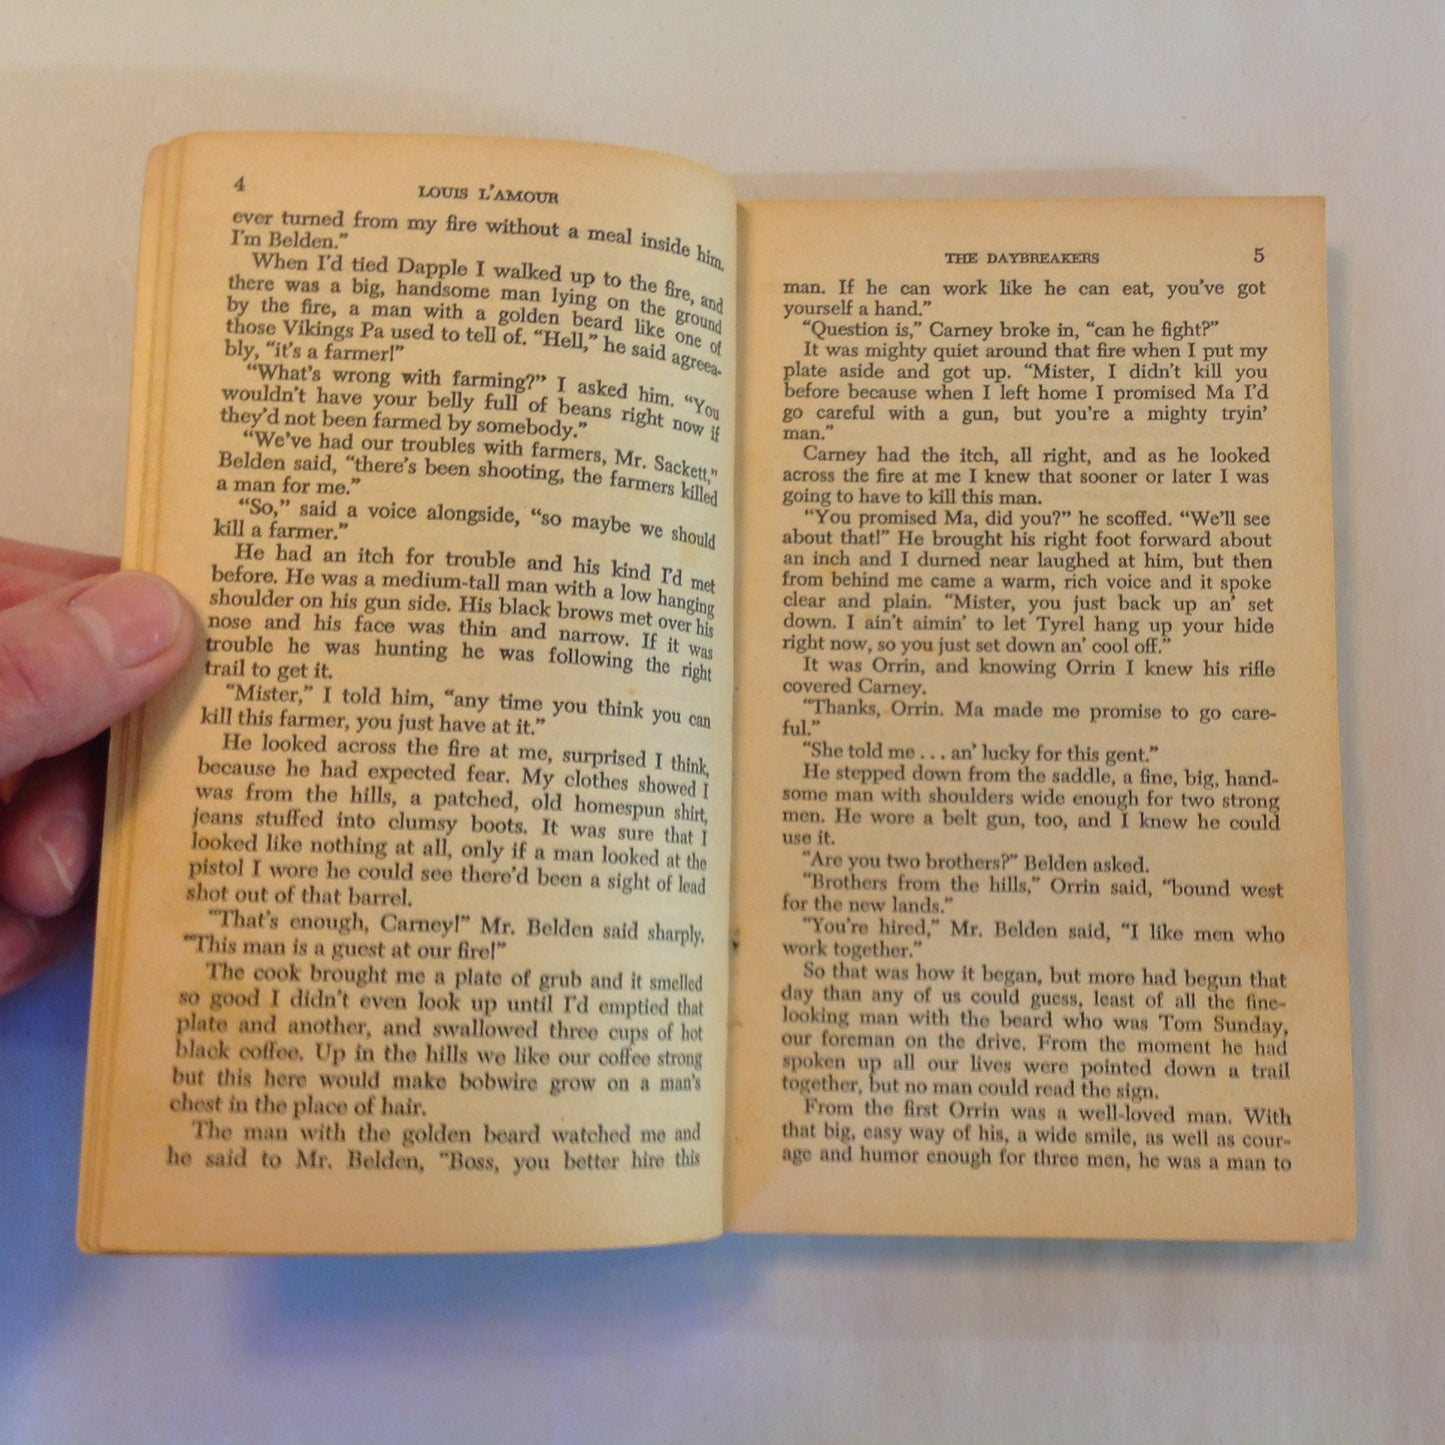 4
LOUIS L'AMOUR
ever turned from my fire without a meal inside him.
I'm Belden."
When I'd tied Dapple I walked up to the fire, and
there was a big, handsome man lying on the ground
by the fire, a man with a golden beard like one of
those Vikings Pa used to tell of. "Hell," he said agreea-
bly, "it's a farmer!"
"What's wrong with farming?" I asked him. "You
wouldn't have your belly full of beans right now if
they'd not been farmed by somebody."
"We've had our troubles with farmers, Mr. Sackett,"
Belden said, "there's been shooting, the farmers killed
a man for me."
"So," said a voice alongside, "so maybe we should
kill a farmer."
He had an itch for trouble and his kind I'd met
before. He was a medium-tall man with a low hanging
shoulder on his gun side. His black brows met over his
nose and his face was thin and narrow. If it was
trouble he was hunting he was following the right
trail to get it.
"Mister," I told him, "any time you think you can
kill this farmer, you just have at it."
He looked across the fire at me, surprised I think,
because he had expected fear. My clothes showed I
was from the hills, a patched, old homespun shirt,
jeans stuffed into clumsy boots. It was sure that I
looked like nothing at all, only if a man looked at the
pistol I wore he could see there'd been a sight of lead
shot out of that barrel.
"That's enough, Carney!" Mr. Belden said sharply.
"This man is a guest at our fire!"
The cook brought me a plate of grub and it smelled
so good I didn't even look up until I'd emptied that
plate and another, and swallowed three cups of hot
black coffee. Up in the hills we like our coffee strong
but this here would make bobwire grow on a man's
chest in the place of hair.
The man with the golden beard watched me and
he said to Mr. Belden, "Boss, you better hire this
THE DAYBREAKERS
5
man. If he can work like he can eat, you've got
yourself a hand."
"Question is," Carney broke in, "can he fight?"
It was mighty quiet around that fire when I put my
plate aside and got up. "Mister, I didn't kill you
before because when I left home I promised Ma I'd
go careful with a gun, but you're a mighty tryin'
man."
Carney had the itch, all right, and as he looked
across the fire at me I knew that sooner or later I was
going to have to kill this man.
"You promised Ma, did you?" he scoffed. "We'll see
about that!" He brought his right foot forward about
an inch and I durned near laughed at him, but then
from behind me came a warm, rich voice and it spoke
clear and plain. "Mister, you just back up an' set
down. I ain't aimin' to let Tyrel hang up your hide
right now, so you just set down an' cool off."
It was Orrin, and knowing Orrin I knew his rifle
covered Carney.
"Thanks, Orrin. Ma made me promise to go care-
ful."
"She told me . . . an' lucky for this gent."
He stepped down from the saddle, a fine, big, hand-
some man with shoulders wide enough for two strong
men. He wore a belt gun, too, and I knew he could
use it.
"Are you two brothers?" Belden asked.
"Brothers from the hills," Orrin said, "bound west
for the new lands."
"You're hired," Mr. Belden said, "I like men who
work together."
So that was how it began, but more had begun that
day than any of us could guess, least of all the fine-
looking man with the beard who was Tom Sunday,
our foreman on the drive. From the moment he had
spoken up all our lives were pointed down a trail
together, but no man could read the sign.
From the first Orrin was a well-loved man. With
that big, easy way of his, a wide smile, as well as cour-
age and humor enough for three men, he was a man to